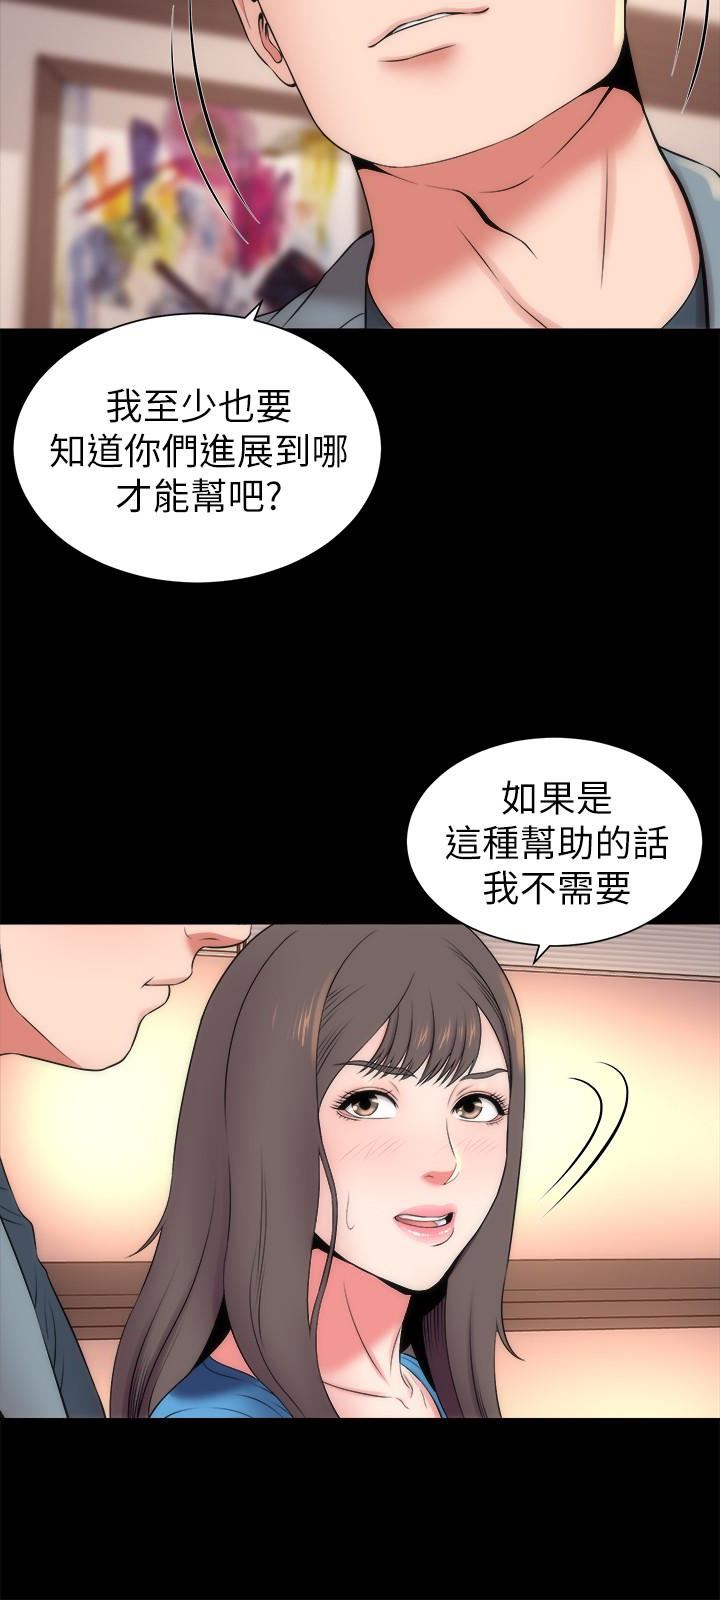 我至少也要
知道你們進展到哪
才能幫吧?
如果是
這種幫助的話
我不需要